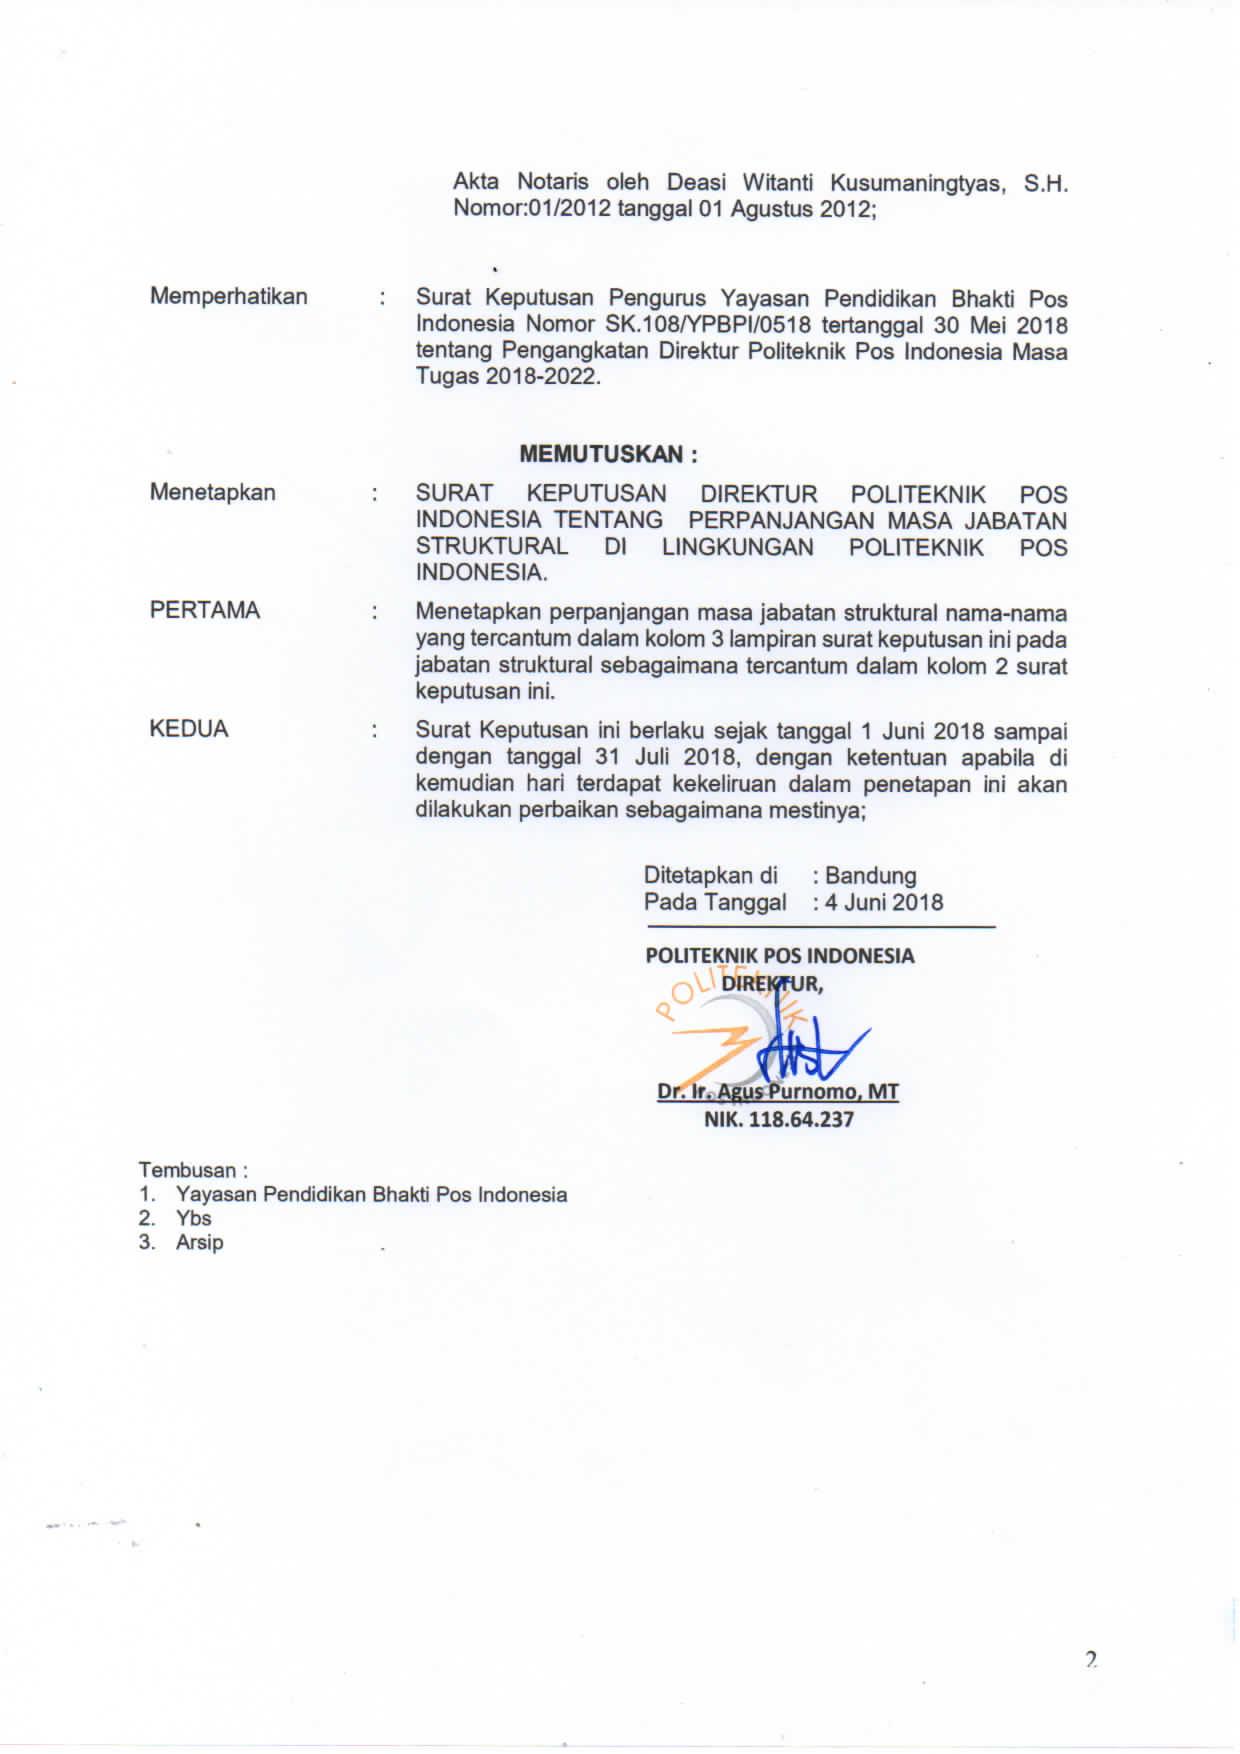 Akta Notaris oleh Deasi Witanti Kusumaningtyas, S.H.
Nomor:01/2012 tanggal 01 Agustus 2012;
Memperhatikan : Surat Keputusan Pengurus Yayasan Pendidikan Bhakti Pos
Indonesia Nomor SK.108/YPBPI/0518 tertanggal 30 Mei 2018
tentang Pengangkatan Direktur Politeknik Pos Indonesia Masa
Tugas 2018-2022.
MEMUTUSKAN :
Menetapkan : SURAT KEPUTUSAN DIREKTUR POLITEKNIK POS
INDONESIA TENTANG PERPANJANGAN MASA JABATAN
STRUKTURAL DI LINGKUNGAN POLITEKNIK POS
INDONESIA.
PERTAMA : Menetapkan perpanjangan masa jabatan struktural nama-nama
yang tercantum dalam kolom 3 lampiran surat keputusan ini pada
jabatan struktural sebagaimana tercantum dalam kolom 2 surat
keputusan ini.
KEDUA : Surat Keputusan ini berlaku sejak tanggal 1 Juni 2018 sampai
dengan tanggal 31 Juli 2018, dengan ketentuan apabila di
kemudian hari terdapat kekeliruan dalam penetapan ini akan
dilakukan perbaikan sebagaimana mestinya;
Ditetapkan di : Bandung
Pada Tanggal : 4 Juni 2018
POLITEKNIK POS INDONESIA
DIREKTUR,
POLITEKNIK
Dr. Ir. Agus Purnomo, MT
NIK. 118.64.237
Tembusan :
1. Yayasan Pendidikan Bhakti Pos Indonesia
2. Ybs
3. Arsip
2